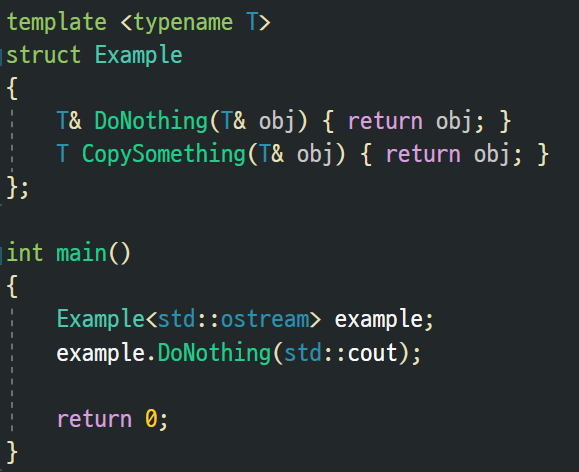 template <typename T>
struct Example
{
    T& DoNothing(T& obj) { return obj; }
    T CopySomething(T& obj) { return obj; }
};

int main()
{
    Example<std::ostream> example;
    example.DoNothing(std::cout);

    return 0;
}